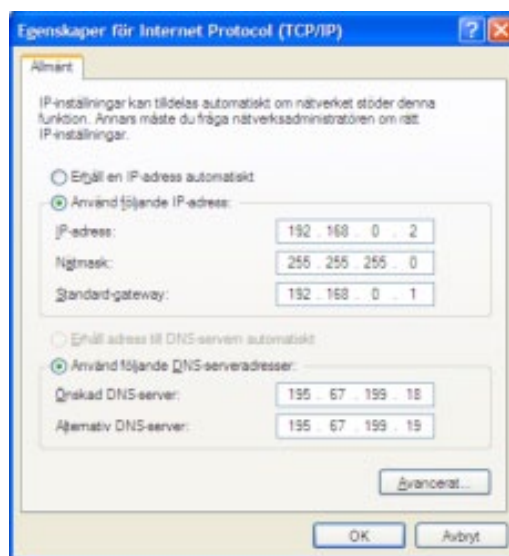 Egenskaper för Internet Protocol (TCP/IP)
Allmänt
IP-inställningar kan tilldelas automatiskt om nätverket stöder denna
funktion. Annars måste du fråga nätverksadministratören om rätt
IP-inställningar.
Erhåll en IP-adress automatiskt
Använd följande IP-adress:
IP-adress: 192 . 168 . 0 . 2
Nätmask: 255 . 255 . 255 . 0
Standard-gateway: 192 . 168 . 0 . 1
Erhåll adress till DNS-servern automatiskt
Använd följande DNS-serveradresser:
Önskad DNS-server: 195 . 67 . 199 . 18
Alternativ DNS-server: 195 . 67 . 199 . 19
Avancerat...
OK Avbryt